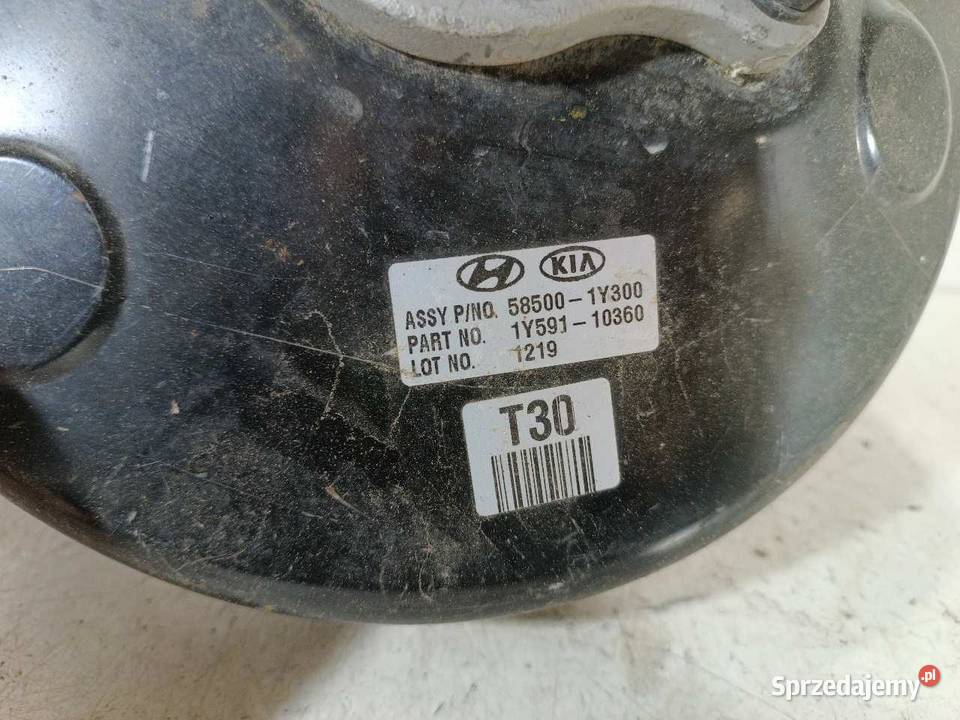 KIA
ASSY P/NO. 58500-1Y300
PART NO. 1Y591-10360
LOT NO. 1219
T30
Sprzedajemy.pl